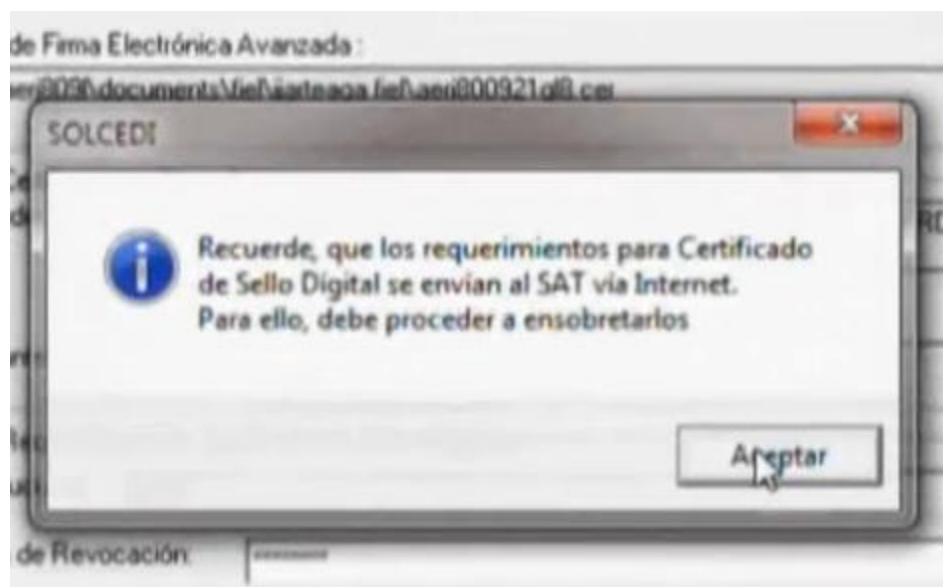 de Firma Electrónica Avanzada :
SOLCEDI
Recuerde, que los requerimientos para Certificado
de Sello Digital se envían al SAT vía Internet.
Para ello, debe proceder a ensobretarlos
Aceptar
de Revocación: